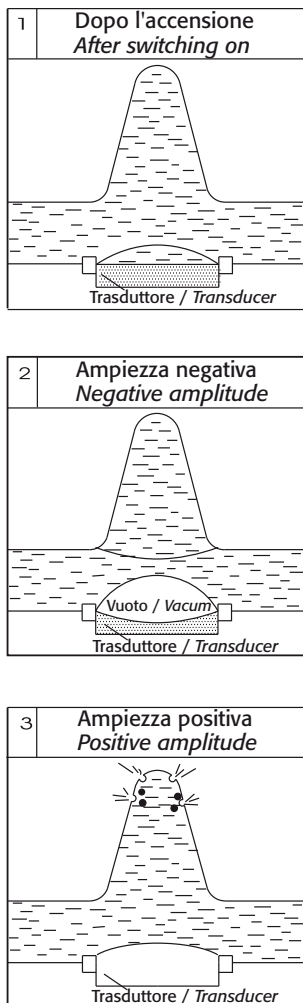 1
Dopo l'accensione
After switching on
Trasduttore / Transducer
2
Ampiezza negativa
Negative amplitude
Vuoto / Vacum
Trasduttore / Transducer
3
Ampiezza positiva
Positive amplitude
Trasduttore / Transducer